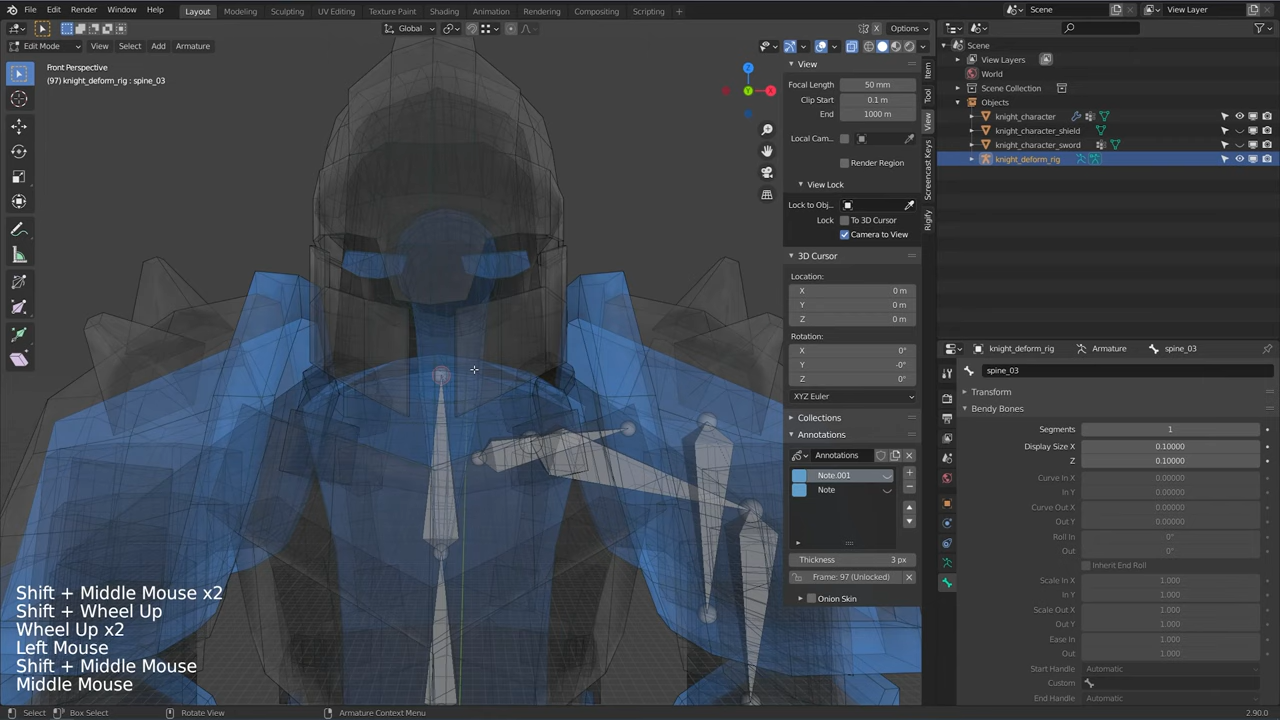 File Edit Render Window Help Layout Modeling Sculpting UV Editing Texture Paint Shading Animation Rendering Compositing Scripting + Scene View Layer
Global Options
Edit Mode View Select Add Armature
Front Perspective
(97) knight_deform_rig : spine_03
View
Focal Length 50 mm
Clip Start 0.1 m
End 1000 m
Local Cam..
Render Region
View Lock
Lock to Obj..
Lock To 3D Cursor
Camera to View
3D Cursor
Location:
X 0 m
Y 0 m
Z 0 m
Rotation:
X 0°
Y -0°
Z 0°
XYZ Euler
Collections
Annotations
Annotations
Note.001
Note
Thickness 3 px
Frame: 97 (Unlocked)
Onion Skin
Item
Tool
View
Screencast Keys
Rigify
Scene
View Layers
World
Scene Collection
Objects
knight_character
knight_character_shield
knight_character_sword
knight_deform_rig
knight_deform_rig Armature spine_03
spine_03
Transform
Bendy Bones
Segments 1
Display Size X 0.10000
Z 0.10000
Curve In X 0.00000
In Y 0.00000
Curve Out X 0.00000
Out Y 0.00000
Roll In 0°
Out 0°
Inherit End Roll
Scale In X 1.000
In Y 1.000
Scale Out X 1.000
Out Y 1.000
Ease In 1.000
Out 1.000
Start Handle Automatic
Custom
End Handle Automatic
Shift + Middle Mouse x2
Shift + Wheel Up
Wheel Up x2
Left Mouse
Shift + Middle Mouse
Middle Mouse
Select Box Select Rotate View Armature Context Menu 2.90.0
X
Y
Z